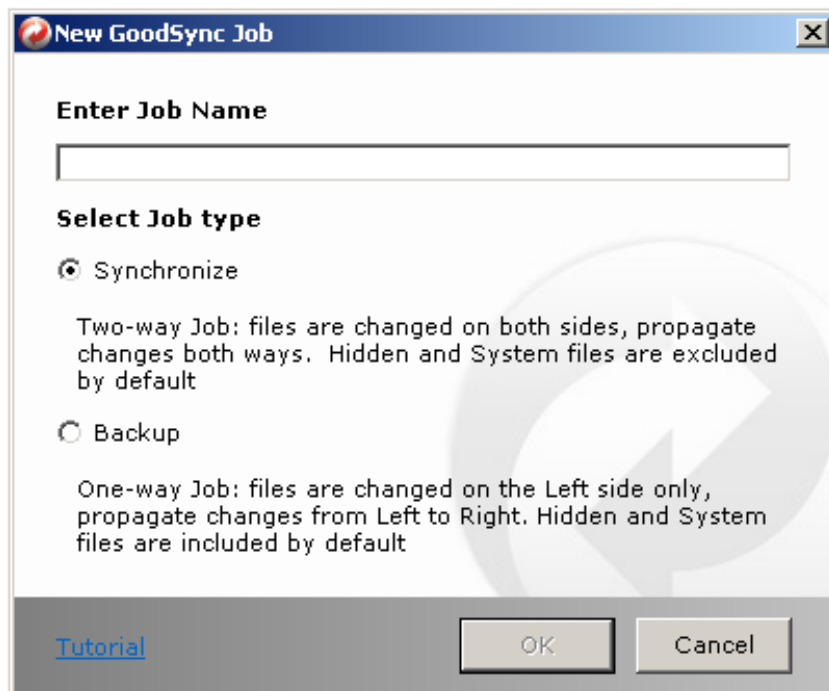 New GoodSync Job
Enter Job Name
Select Job type
Synchronize
Two-way Job: files are changed on both sides, propagate
changes both ways.  Hidden and System files are excluded
by default
Backup
One-way Job: files are changed on the Left side only,
propagate changes from Left to Right. Hidden and System
files are included by default
Tutorial
OK
Cancel